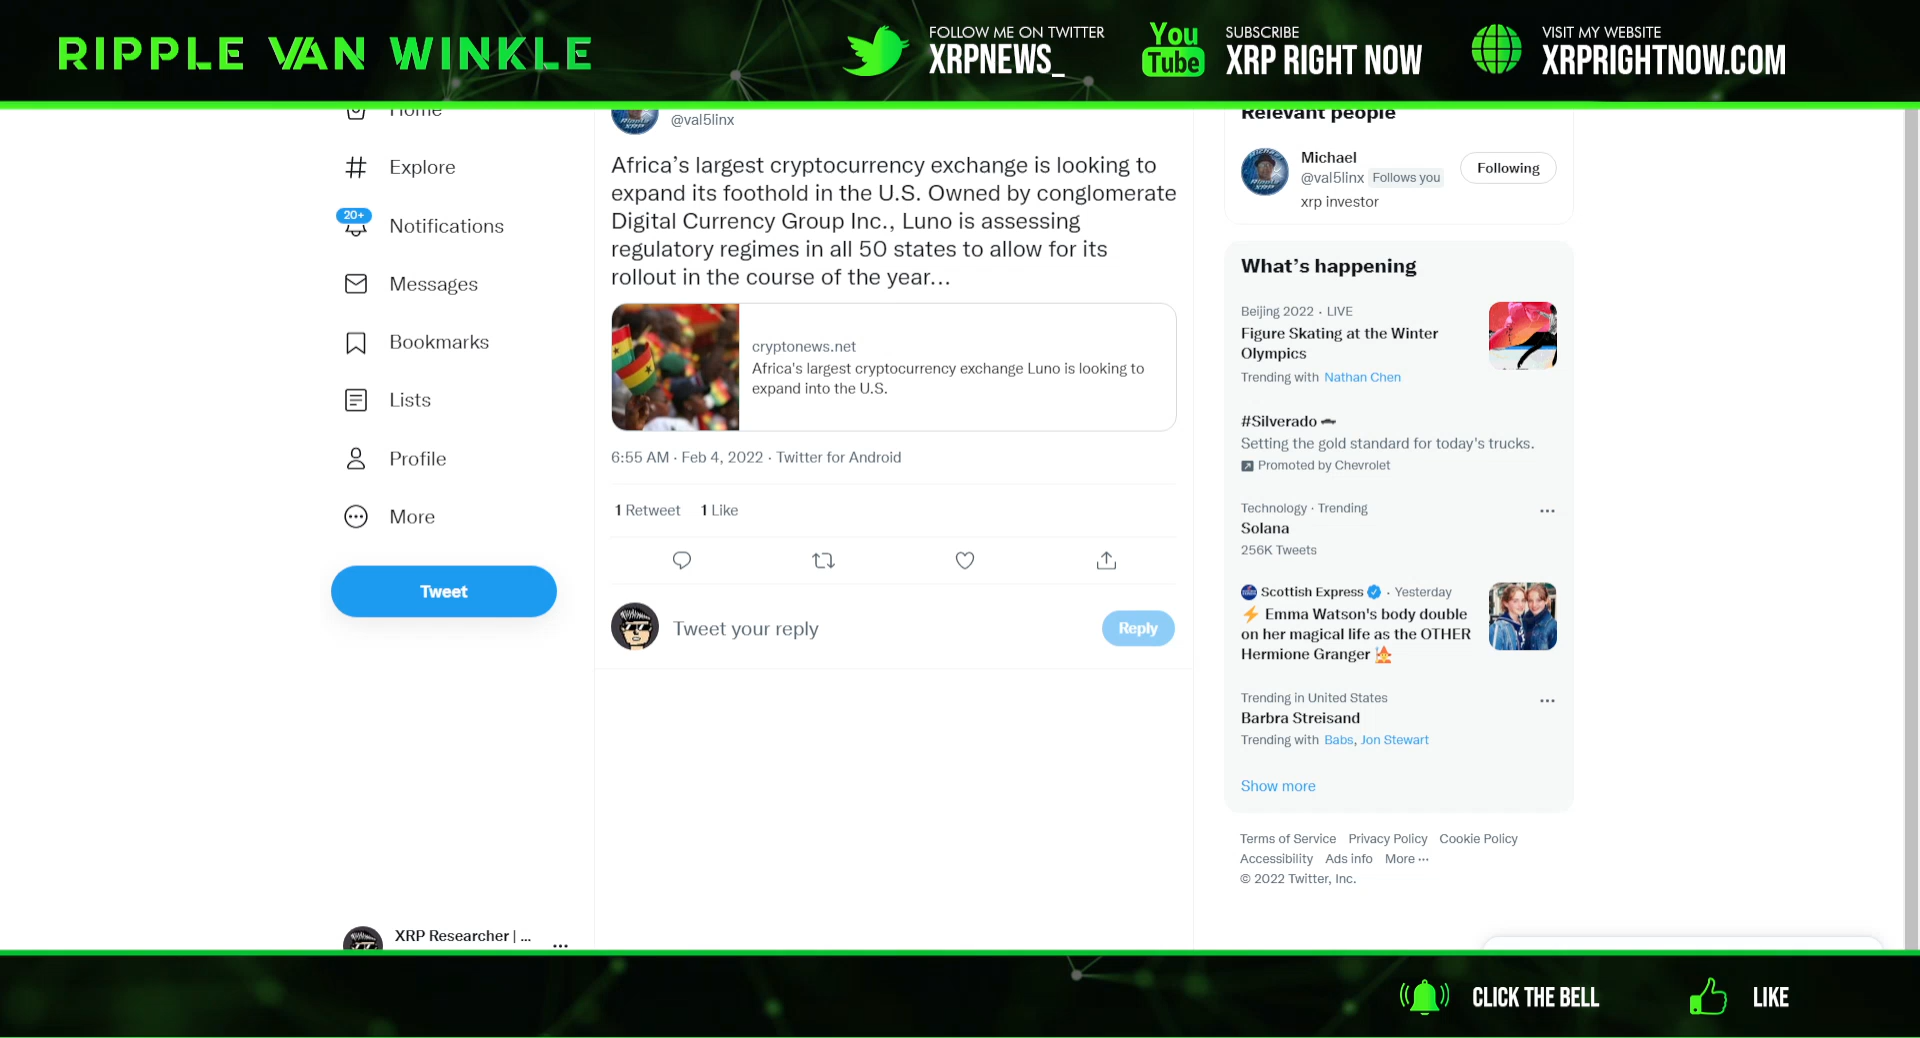 RIPPLE VAN WINKLE
FOLLOW ME ON TWITTER
XRPNEWS_
You
Tube
SUBSCRIBE
XRP RIGHT NOW
VISIT MY WEBSITE
XRPRIGHTNOW.COM
Home
Explore
20+
Notifications
Messages
Bookmarks
Lists
Profile
More
Tweet
XRP Researcher | ...
@val5linx
Africa’s largest cryptocurrency exchange is looking to
expand its foothold in the U.S. Owned by conglomerate
Digital Currency Group Inc., Luno is assessing
regulatory regimes in all 50 states to allow for its
rollout in the course of the year…
cryptonews.net
Africa's largest cryptocurrency exchange Luno is looking to
expand into the U.S.
6:55 AM · Feb 4, 2022 · Twitter for Android
1 Retweet 1 Like
Tweet your reply
Reply
Relevant people
Michael
@val5linx Follows you
xrp investor
Following
What’s happening
Beijing 2022 · LIVE
Figure Skating at the Winter
Olympics
Trending with Nathan Chen
#Silverado
Setting the gold standard for today's trucks.
Promoted by Chevrolet
Technology · Trending
Solana
256K Tweets
Scottish Express · Yesterday
⚡ Emma Watson's body double
on her magical life as the OTHER
Hermione Granger
Trending in United States
Barbra Streisand
Trending with Babs, Jon Stewart
Show more
Terms of Service Privacy Policy Cookie Policy
Accessibility Ads info More ···
© 2022 Twitter, Inc.
CLICK THE BELL
LIKE